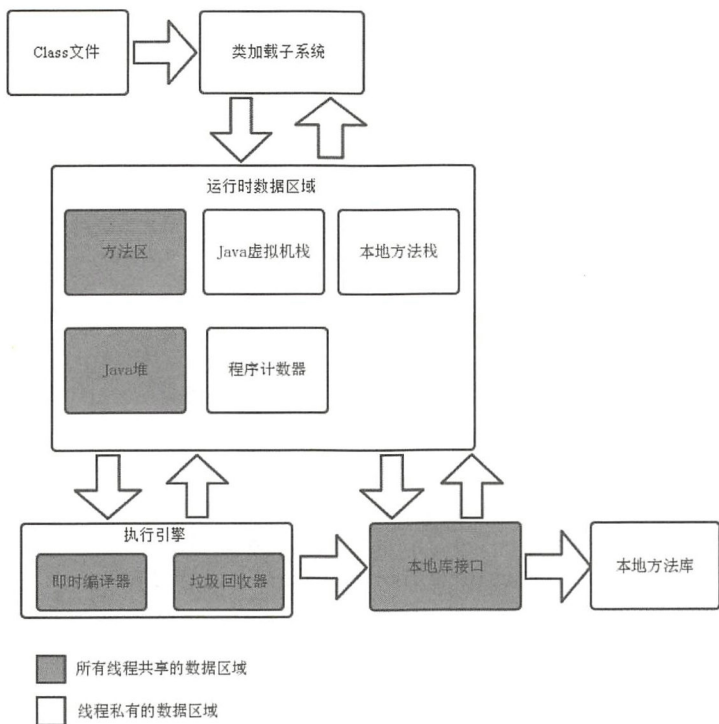 Class文件
类加载子系统
运行时数据区域
方法区
Java虚拟机栈
本地方法栈
Java堆
程序计数器
执行引擎
即时编译器
垃圾回收器
本地库接口
本地方法库
所有线程共享的数据区域
线程私有的数据区域